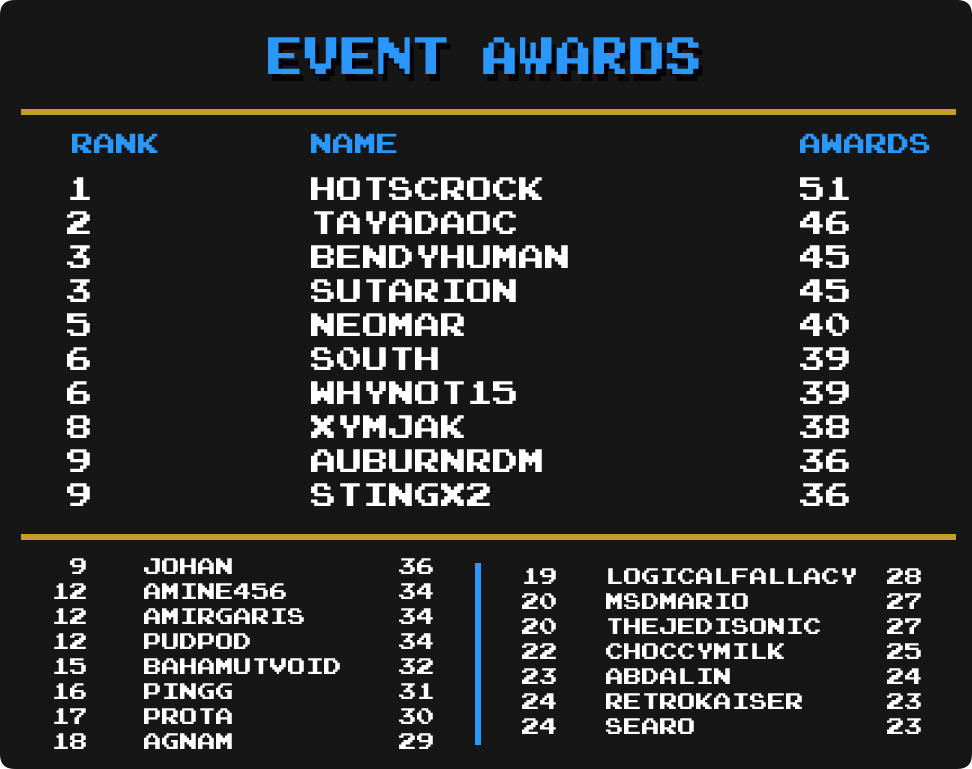 EVENT AWARDS
RANK NAME AWARDS
1 HOTSCROCK 51
2 TAYADAOC 46
3 BENDYHUMAN 45
3 SUTARION 45
5 NEOMAR 40
6 SOUTH 39
6 WHYNOT15 39
8 XYMJAK 38
9 AUBURNRDM 36
9 STINGX2 36
9 JOHAN 36
12 AMINE456 34
12 AMIRGARIS 34
12 PUDPOD 34
15 BAHAMUTVOID 32
16 PINGG 31
17 PROTA 30
18 AGNAM 29
19 LOGICALFALLACY 28
20 MSDMARIO 27
20 THEJEDISONIC 27
22 CHOCCYMILK 25
23 ABDALIN 24
24 RETROKAISER 23
24 SEARO 23